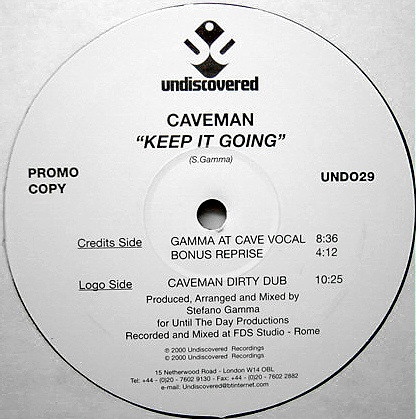 undiscovered
CAVEMAN
“KEEP IT GOING”
(S.Gamma)
PROMO
COPY
UNDO29
Credits Side GAMMA AT CAVE VOCAL 8:36
BONUS REPRISE 4:12
Logo Side CAVEMAN DIRTY DUB 10:25
Produced, Arranged and Mixed by
Stefano Gamma
for Until The Day Productions
Recorded and Mixed at FDS Studio - Rome
℗ 2000 Undiscovered Recordings
© 2000 Undiscovered Recordings
15 Netherwood Road - London W14 OBL
Tel: +44 - (0)20 - 7602 9130 - Fax: +44 - (0)20 - 7602 2882
e-mail: Undiscovered@btinternet.com